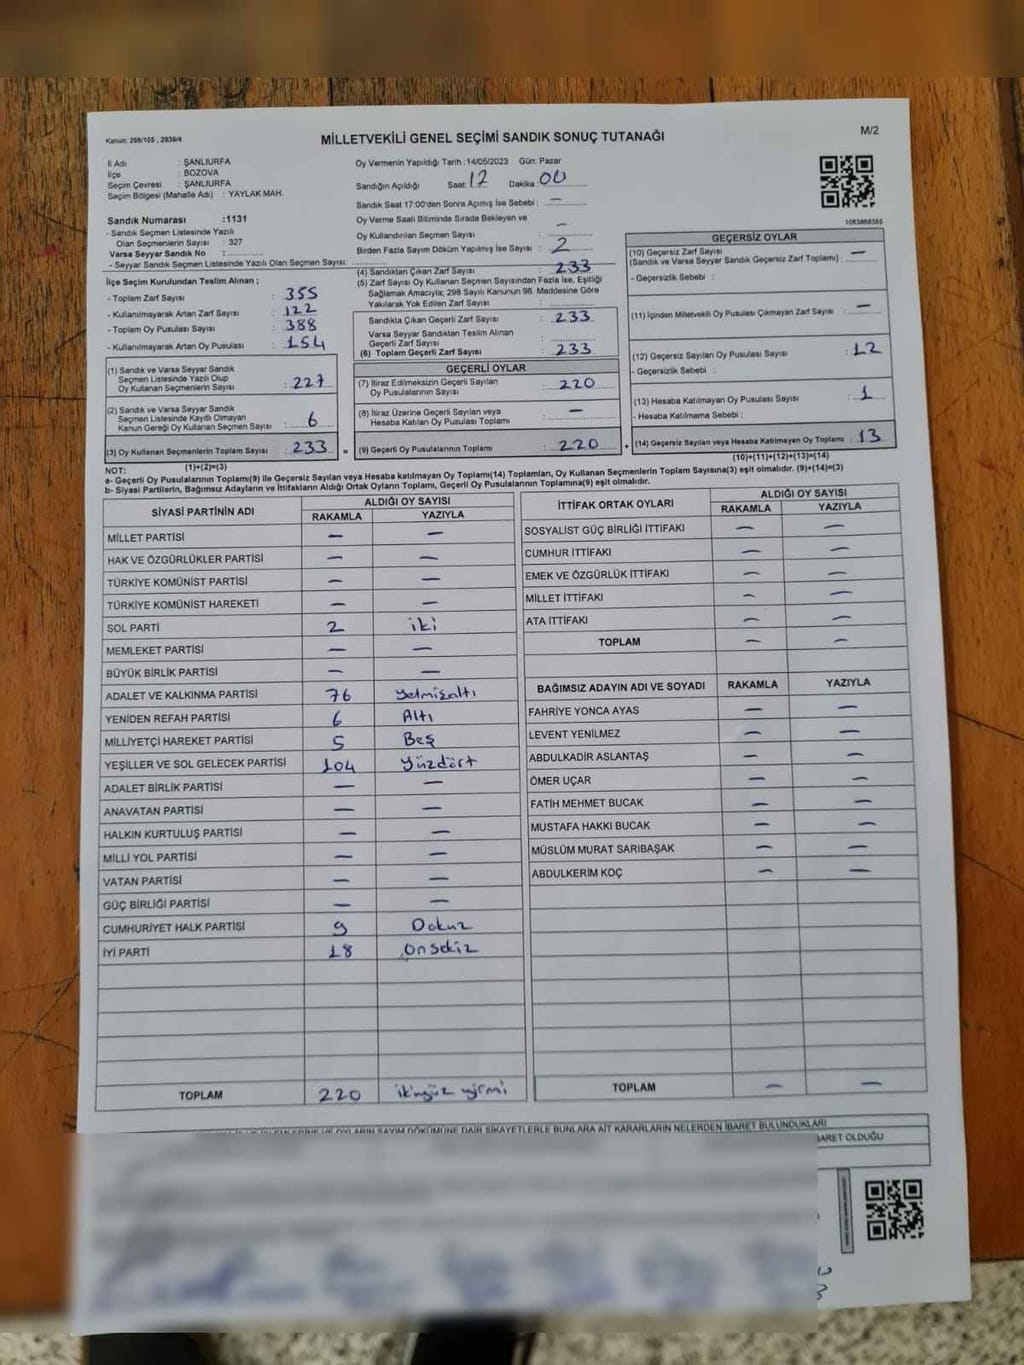 Kanun: 298/105 , 2839/4
MİLLETVEKİLİ GENEL SEÇİMİ SANDIK SONUÇ TUTANAĞI
M/2
İl Adı : ŞANLIURFA
İlçe : BOZOVA
Seçim Çevresi : ŞANLIURFA
Seçim Bölgesi (Mahalle Adı) : YAYLAK MAH.
Sandık Numarası :1131
- Sandık Seçmen Listesinde Yazılı
Olan Seçmenlerin Sayısı : 327
Varsa Seyyar Sandık No :
- Seyyar Sandık Seçmen Listesinde Yazılı Olan Seçmen Sayısı:
İlçe Seçim Kurulundan Teslim Alınan ;
- Toplam Zarf Sayısı : 355
- Kullanılmayarak Artan Zarf Sayısı : 122
- Toplam Oy Pusulası Sayısı : 388
- Kullanılmayarak Artan Oy Pusulası : 154
(1) Sandık ve Varsa Seyyar Sandık
Seçmen Listesinde Yazılı Olup
Oy Kullanan Seçmenlerin Sayısı : 227
(2) Sandık ve Varsa Seyyar Sandık
Seçmen Listesinde Kayıtlı Olmayan
Kanun Gereği Oy Kullanan Seçmen Sayısı : 6
(3) Oy Kullanan Seçmenlerin Toplam Sayısı : 233
Oy Vermenin Yapıldığı Tarih :14/05/2023 Gün: Pazar
Sandığın Açıldığı Saat: 17 Dakika : 00
Sandık Saat 17:00'den Sonra Açımış İse Sebebi : —
Oy Verme Saati Bitiminde Sırada Bekleyen ve
Oy Kullandırılan Seçmen Sayısı : —
Birden Fazla Sayım Döküm Yapılmış İse Sayısı : 2
(4) Sandıktan Çıkan Zarf Sayısı : 233
(5) Zarf Sayısı Oy Kullanan Seçmen Sayısından Fazla İse, Eşitliği
Sağlamak Amacıyla; 298 Sayılı Kanunun 98. Maddesine Göre
Yakılarak Yok Edilen Zarf Sayısı :
Sandıkta Çıkan Geçerli Zarf Sayısı : 233
Varsa Seyyar Sandıktan Teslim Alınan
Geçerli Zarf Sayısı :
(6) Toplam Geçerli Zarf Sayısı : 233
GEÇERLİ OYLAR
(7) İtiraz Edilmeksizin Geçerli Sayılan
Oy Pusulalarının Sayısı : 220
(8) İtiraz Üzerine Geçerli Sayılan veya
Hesaba Katılan Oy Pusulası Toplamı : —
= (9) Geçerli Oy Pusulalarının Toplamı : 220 +
1083868385
GEÇERSİZ OYLAR
(10) Geçersiz Zarf Sayısı
(Sandık ve Varsa Seyyar Sandık Geçersiz Zarf Toplamı) : —
- Geçersizlik Sebebi :
(11) İçinden Milletvekili Oy Pusulası Çıkmayan Zarf Sayısı : —
(12) Geçersiz Sayılan Oy Pusulası Sayısı : 12
- Geçersizlik Sebebi :
(13) Hesaba Katılmayan Oy Pusulası Sayısı : 1
- Hesaba Katılmama Sebebi :
(14) Geçersiz Sayılan veya Hesaba Katılmayan Oy Toplamı : 13
(1)+(2)=(3)
(10)+(11)+(12)+(13)=(14)
NOT:
a- Geçerli Oy Pusulalarının Toplamı(9) ile Geçersiz Sayılan veya Hesaba katılmayan Oy Toplamı(14) Toplamları, Oy Kullanan Seçmenlerin Toplam Sayısına(3) eşit olmalıdır. (9)+(14)=(3)
b- Siyasi Partilerin, Bağımsız Adayların ve İttifakların Aldığı Ortak Oyların Toplamı, Geçerli Oy Pusulalarının Toplamına(9) eşit olmalıdır.
SİYASİ PARTİNİN ADI
ALDIĞI OY SAYISI
RAKAMLA YAZIYLA
MİLLET PARTİSİ — —
HAK VE ÖZGÜRLÜKLER PARTİSİ — —
TÜRKİYE KOMÜNİST PARTİSİ — —
TÜRKİYE KOMÜNİST HAREKETİ — —
SOL PARTİ 2 iki
MEMLEKET PARTİSİ — —
BÜYÜK BİRLİK PARTİSİ — —
ADALET VE KALKINMA PARTİSİ 76 yetmişaltı
YENİDEN REFAH PARTİSİ 6 Altı
MİLLİYETÇİ HAREKET PARTİSİ 5 Beş
YEŞİLLER VE SOL GELECEK PARTİSİ 104 Yüzdört
ADALET BİRLİK PARTİSİ — —
ANAVATAN PARTİSİ — —
HALKIN KURTULUŞ PARTİSİ — —
MİLLİ YOL PARTİSİ — —
VATAN PARTİSİ — —
GÜÇ BİRLİĞİ PARTİSİ — —
CUMHURİYET HALK PARTİSİ 9 Dokuz
İYİ PARTİ 18 onsekiz
TOPLAM 220 ikiyüz yirmi
İTTİFAK ORTAK OYLARI
ALDIĞI OY SAYISI
RAKAMLA YAZIYLA
SOSYALİST GÜÇ BİRLİĞİ İTTİFAKI — —
CUMHUR İTTİFAKI — —
EMEK VE ÖZGÜRLÜK İTTİFAKI — —
MİLLET İTTİFAKI — —
ATA İTTİFAKI — —
TOPLAM — —
BAĞIMSIZ ADAYIN ADI VE SOYADI RAKAMLA YAZIYLA
FAHRİYE YONCA AYAS — —
LEVENT YENİLMEZ — —
ABDULKADİR ASLANTAŞ — —
ÖMER UÇAR — —
FATİH MEHMET BUCAK — —
MUSTAFA HAKKI BUCAK — —
MÜSLÜM MURAT SARIBAŞAK — —
ABDULKERİM KOÇ — —
TOPLAM — —
İŞLEMLERİNE VE OYLARIN SAYIM DÖKÜMÜNE DAİR ŞİKAYETLERLE BUNLARA AİT KARARLARIN NELERDEN İBARET BULUNDUKLARI
BARET OLDUĞU